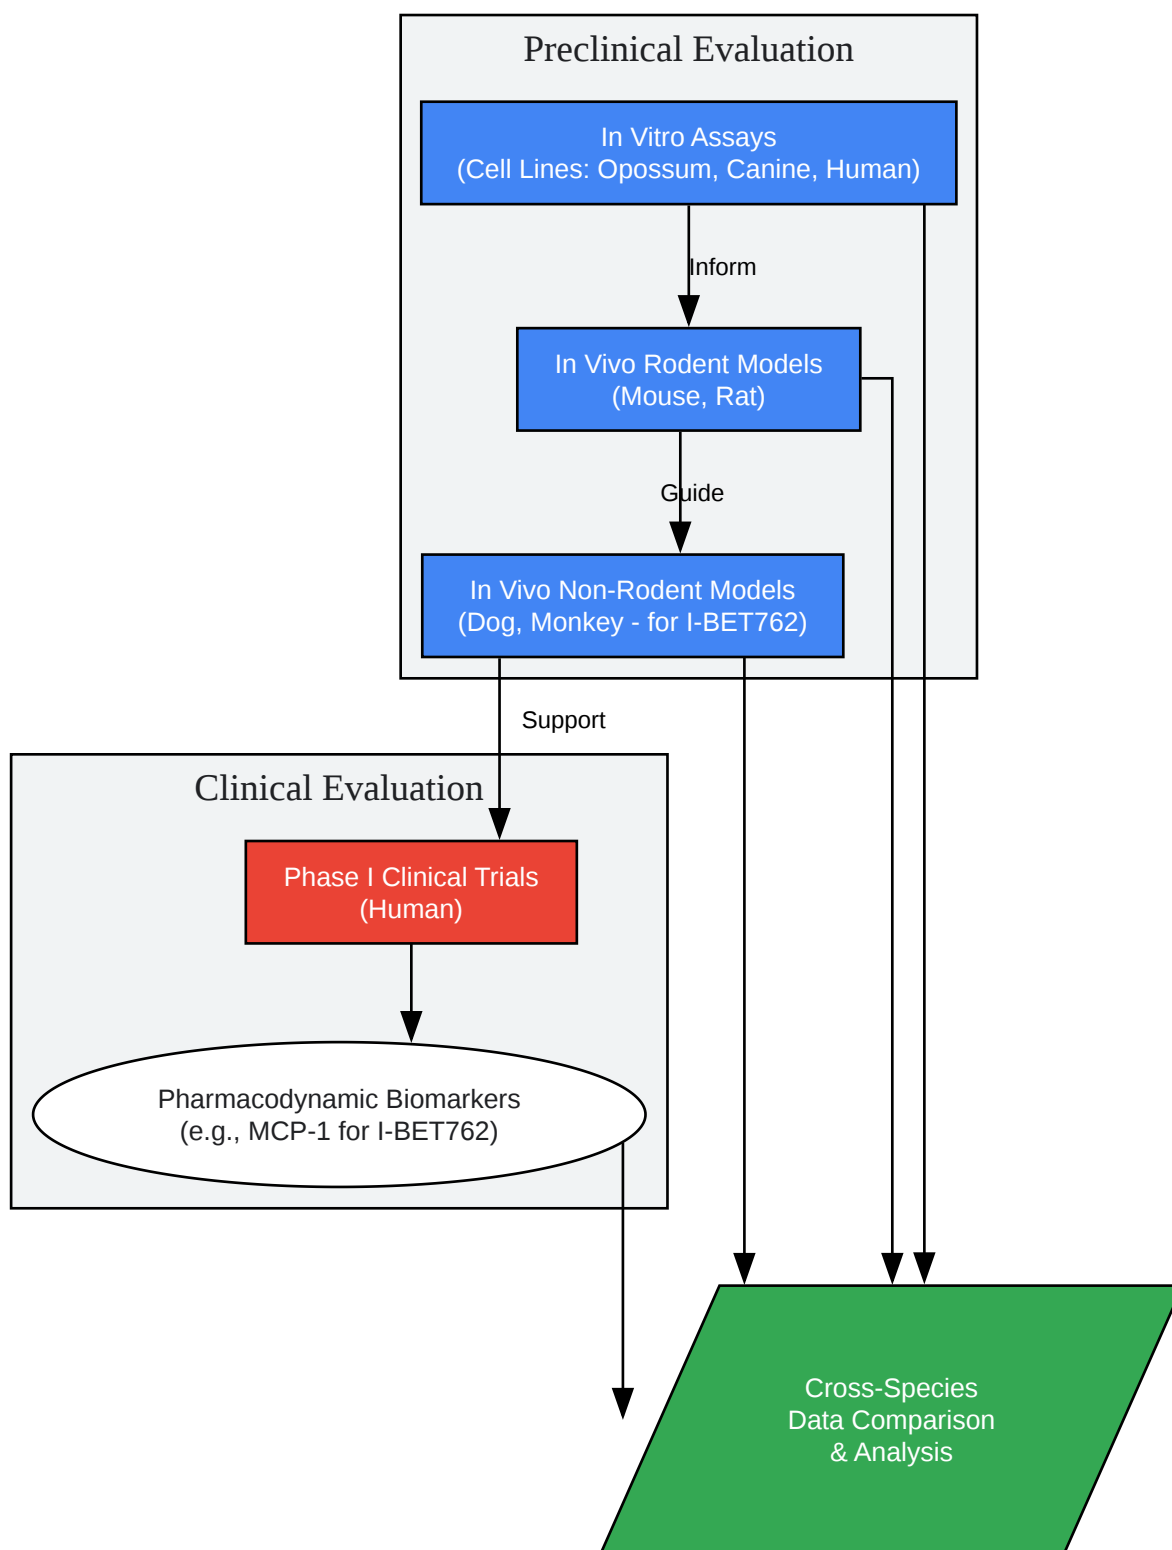 Preclinical Evaluation
In Vitro Assays
(Cell Lines: Opossum, Canine, Human)
Inform
In Vivo Rodent Models
(Mouse, Rat)
Guide
In Vivo Non-Rodent Models
(Dog, Monkey - for I-BET762)
Support
Clinical Evaluation
Phase I Clinical Trials
(Human)
Pharmacodynamic Biomarkers
(e.g., MCP-1 for I-BET762)
Cross-Species
Data Comparison
& Analysis